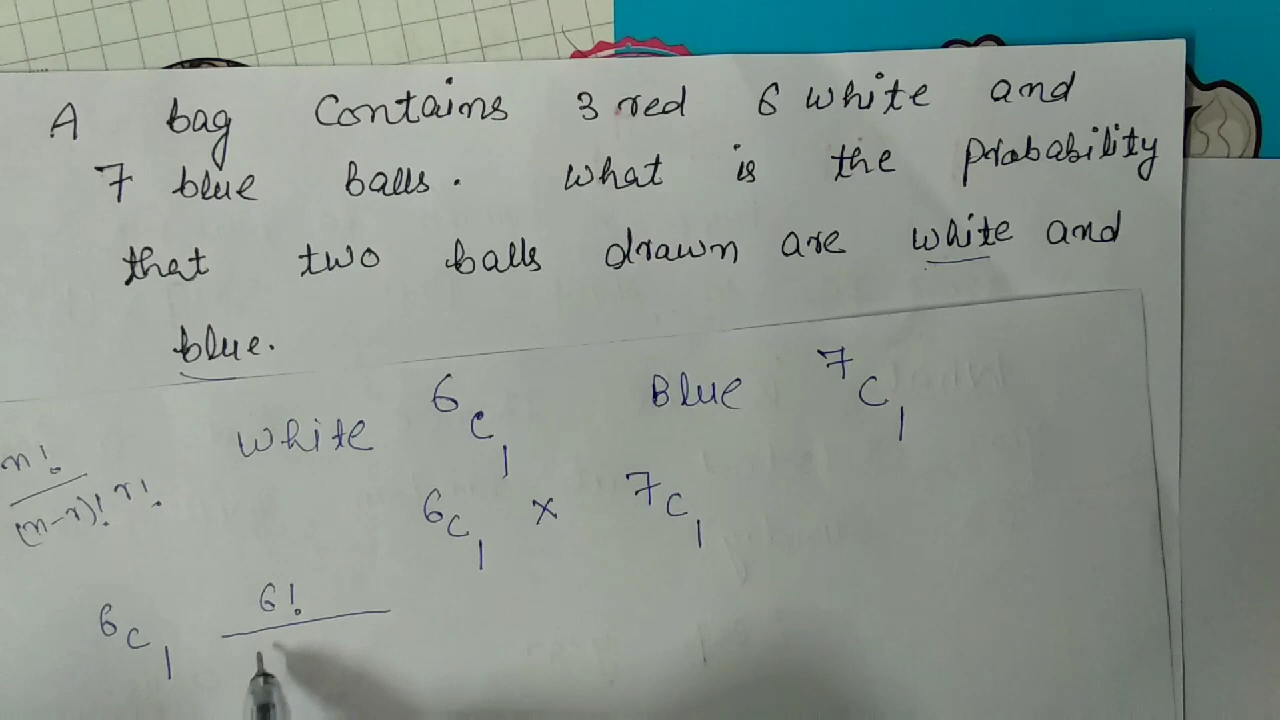 A bag contains 3 red 6 white and
7 blue balls. What is the probability
that two balls drawn are white and
blue.
White ⁶C₁ Blue ⁷C₁
n!/(n-r)! r!
⁶C₁ × ⁷C₁
⁶C₁ 6!